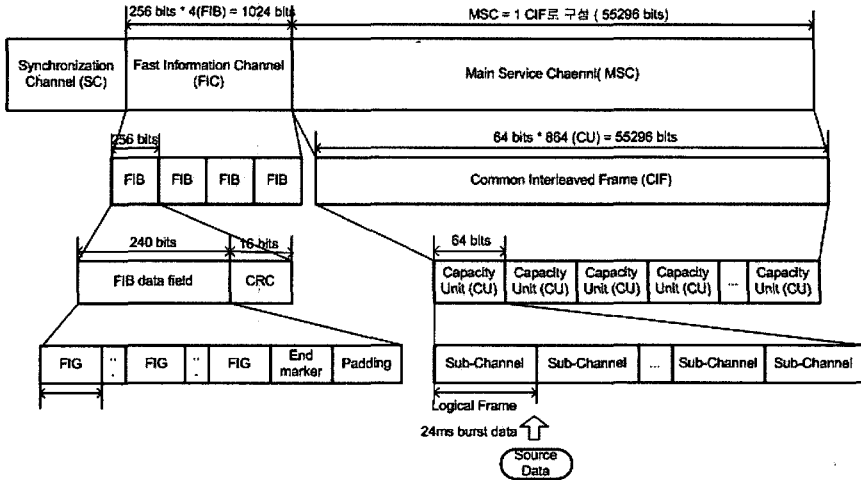 256 bits * 4(FIB) = 1024 bits
MSC = 1 CIF로 구성 ( 55296 bits)
Synchronization
Channel (SC)
Fast Information Channel
(FIC)
Main Service Chaennl( MSC)
256 bits
64 bits * 864 (CU) = 55296 bits
FIB
FIB
FIB
FIB
Common Interleaved Frame (CIF)
240 bits
16 bits
64 bits
FIB data field
CRC
Capacity
Unit (CU)
Capacity
Unit (CU)
Capacity
Unit (CU)
Capacity
Unit (CU)
...
Capacity
Unit (CU)
FIG
...
FIG
...
FIG
End
marker
Padding
Sub-Channel
Sub-Channel
...
Sub-Channel
Sub-Channel
Logical Frame
24ms burst data
Source
Data